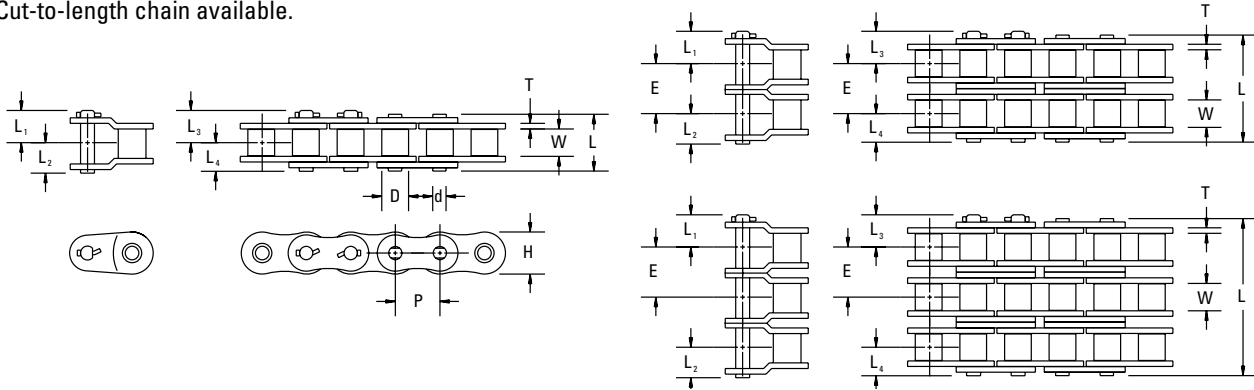 Cut-to-length chain available.
T
L₁
L₂
L₃
L₄
W
L
D
d
H
P
L₁
E
L₂
L₃
E
L₄
T
W
L
L₁
E
L₂
L₃
E
L₄
T
W
L